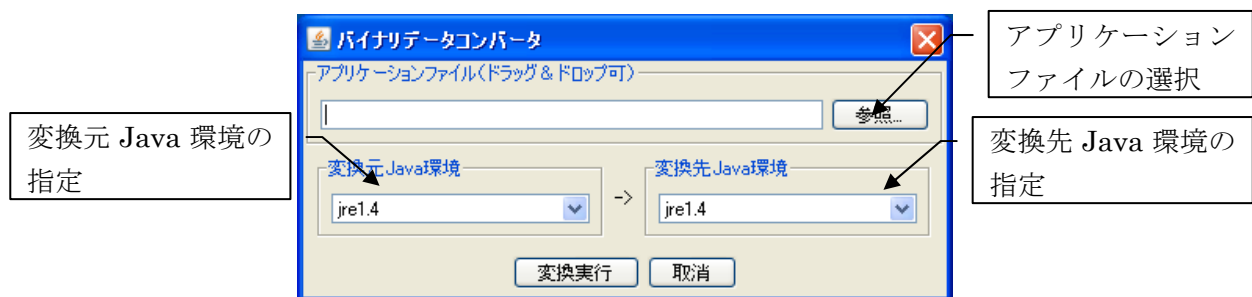 バイナリデータコンバータ
アプリケーション
ファイルの選択
アプリケーションファイル(ドラッグ&ドロップ可)
参照...
変換元 Java 環境の
指定
変換先 Java 環境の
指定
変換元Java環境
->
変換先Java環境
jre1.4
jre1.4
変換実行
取消